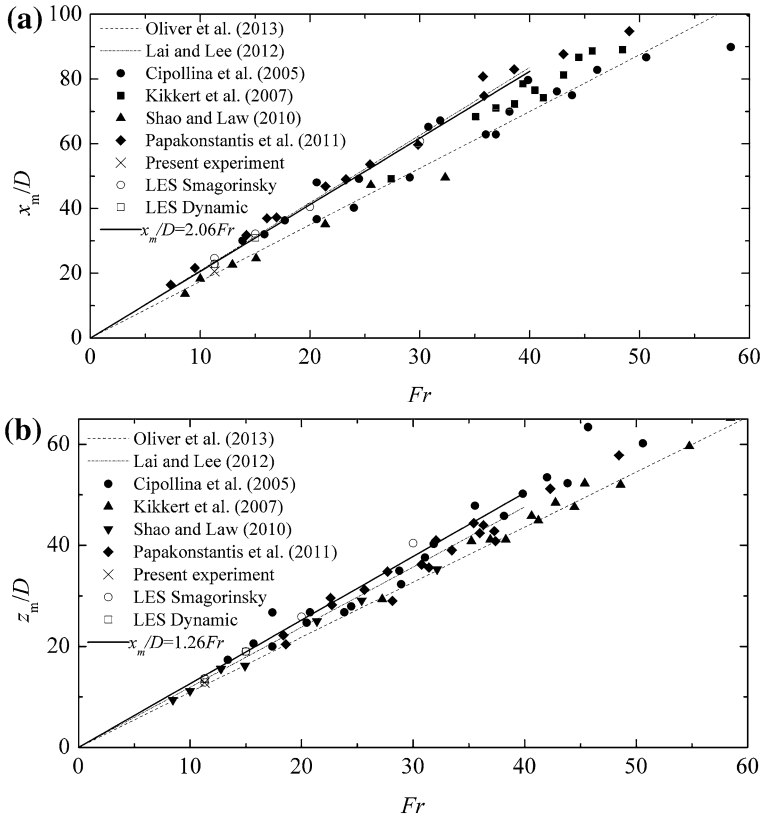 (a)
100
80
60
40
20
0
xm/D
Oliver et al. (2013)
Lai and Lee (2012)
Cipollina et al. (2005)
Kikkert et al. (2007)
Shao and Law (2010)
Papakonstantis et al. (2011)
Present experiment
LES Smagorinsky
LES Dynamic
xm/D=2.06Fr
0 10 20 30 40 50 60
Fr
(b)
60
40
20
0
zm/D
Oliver et al. (2013)
Lai and Lee (2012)
Cipollina et al. (2005)
Kikkert et al. (2007)
Shao and Law (2010)
Papakonstantis et al. (2011)
Present experiment
LES Smagorinsky
LES Dynamic
xm/D=1.26Fr
0 10 20 30 40 50 60
Fr